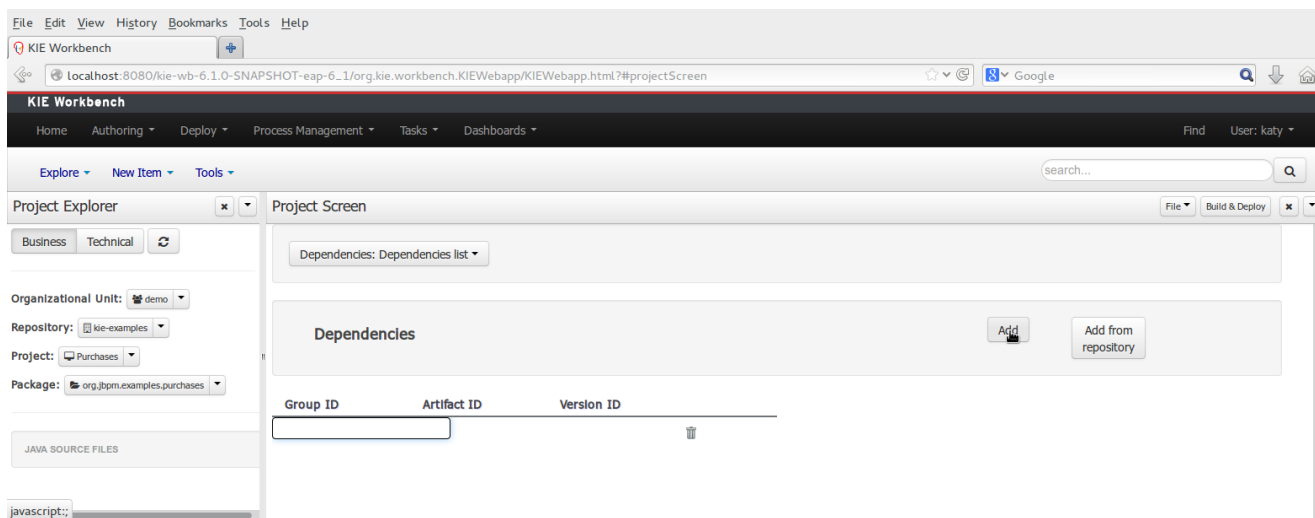 File Edit View History Bookmarks Tools Help
KIE Workbench
localhost:8080/kie-wb-6.1.0-SNAPSHOT-eap-6_1/org.kie.workbench.KIEWebapp/KIEWebapp.html?#projectScreen
Google
KIE Workbench
Home Authoring Deploy Process Management Tasks Dashboards Find User: katy
Explore New Item Tools search...
Project Explorer
Project Screen File Build & Deploy
Business Technical
Dependencies: Dependencies list
Organizational Unit: demo
Repository: kie-examples
Project: Purchases
Package: org.jbpm.examples.purchases
Dependencies Add Add from repository
Group ID Artifact ID Version ID
JAVA SOURCE FILES
javascript:;